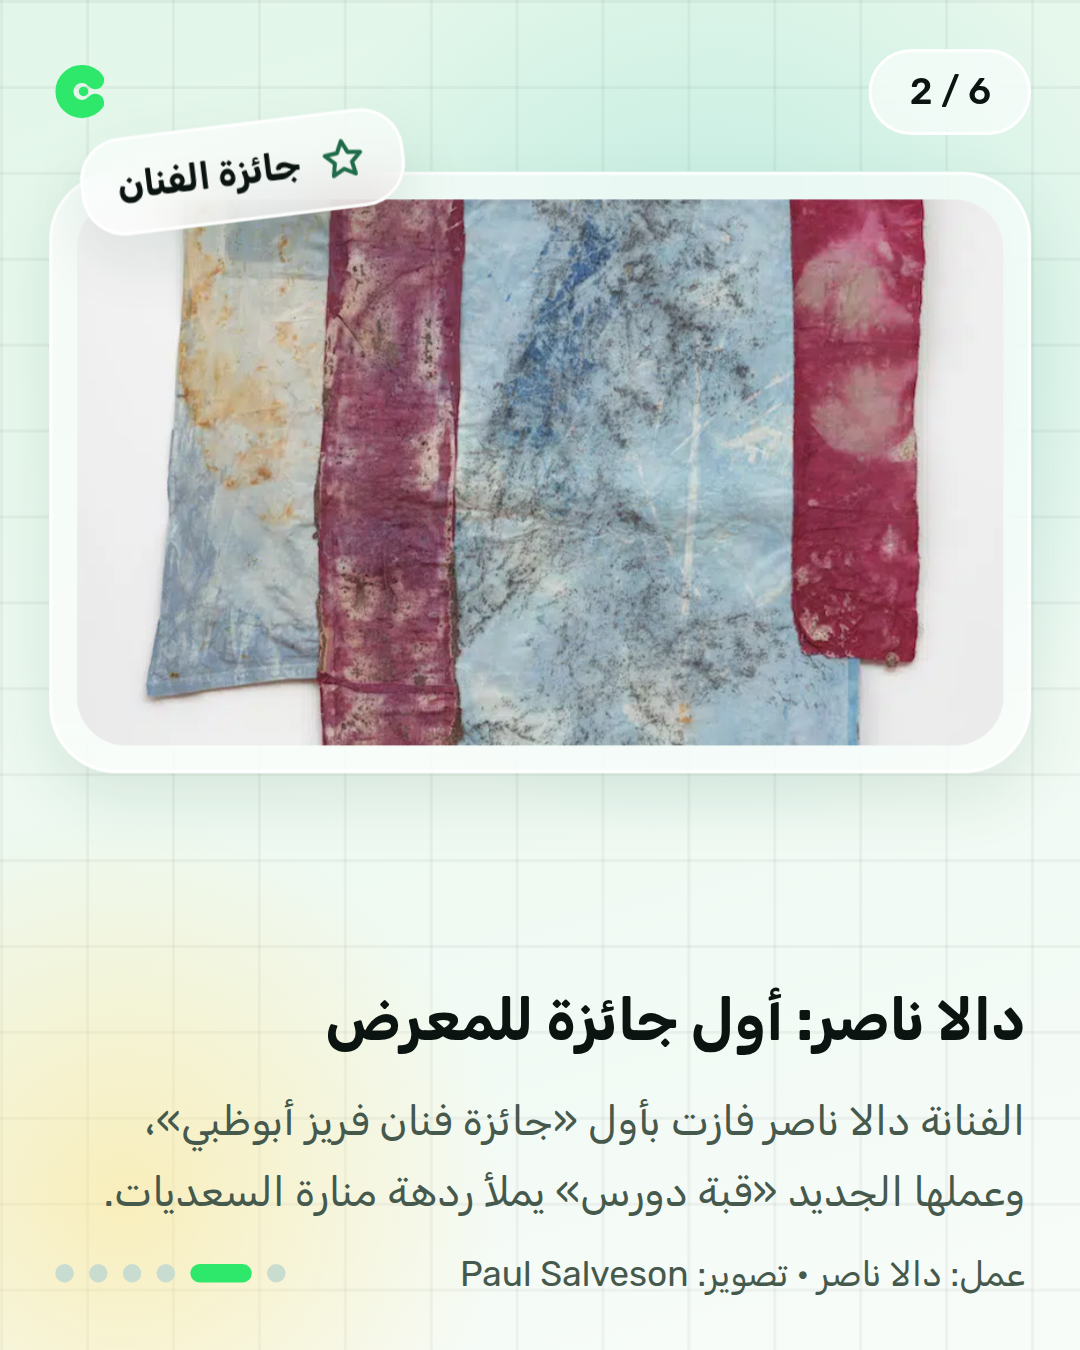 2 / 6
جائزة الفنان
دالا ناصر: أول جائزة للمعرض
الفنانة دالا ناصر فازت بأول «جائزة فنان فريز أبوظبي»،
وعملها الجديد «قبة دورس» يملأ ردهة منارة السعديات.
عمل: دالا ناصر • تصوير: Paul Salveson